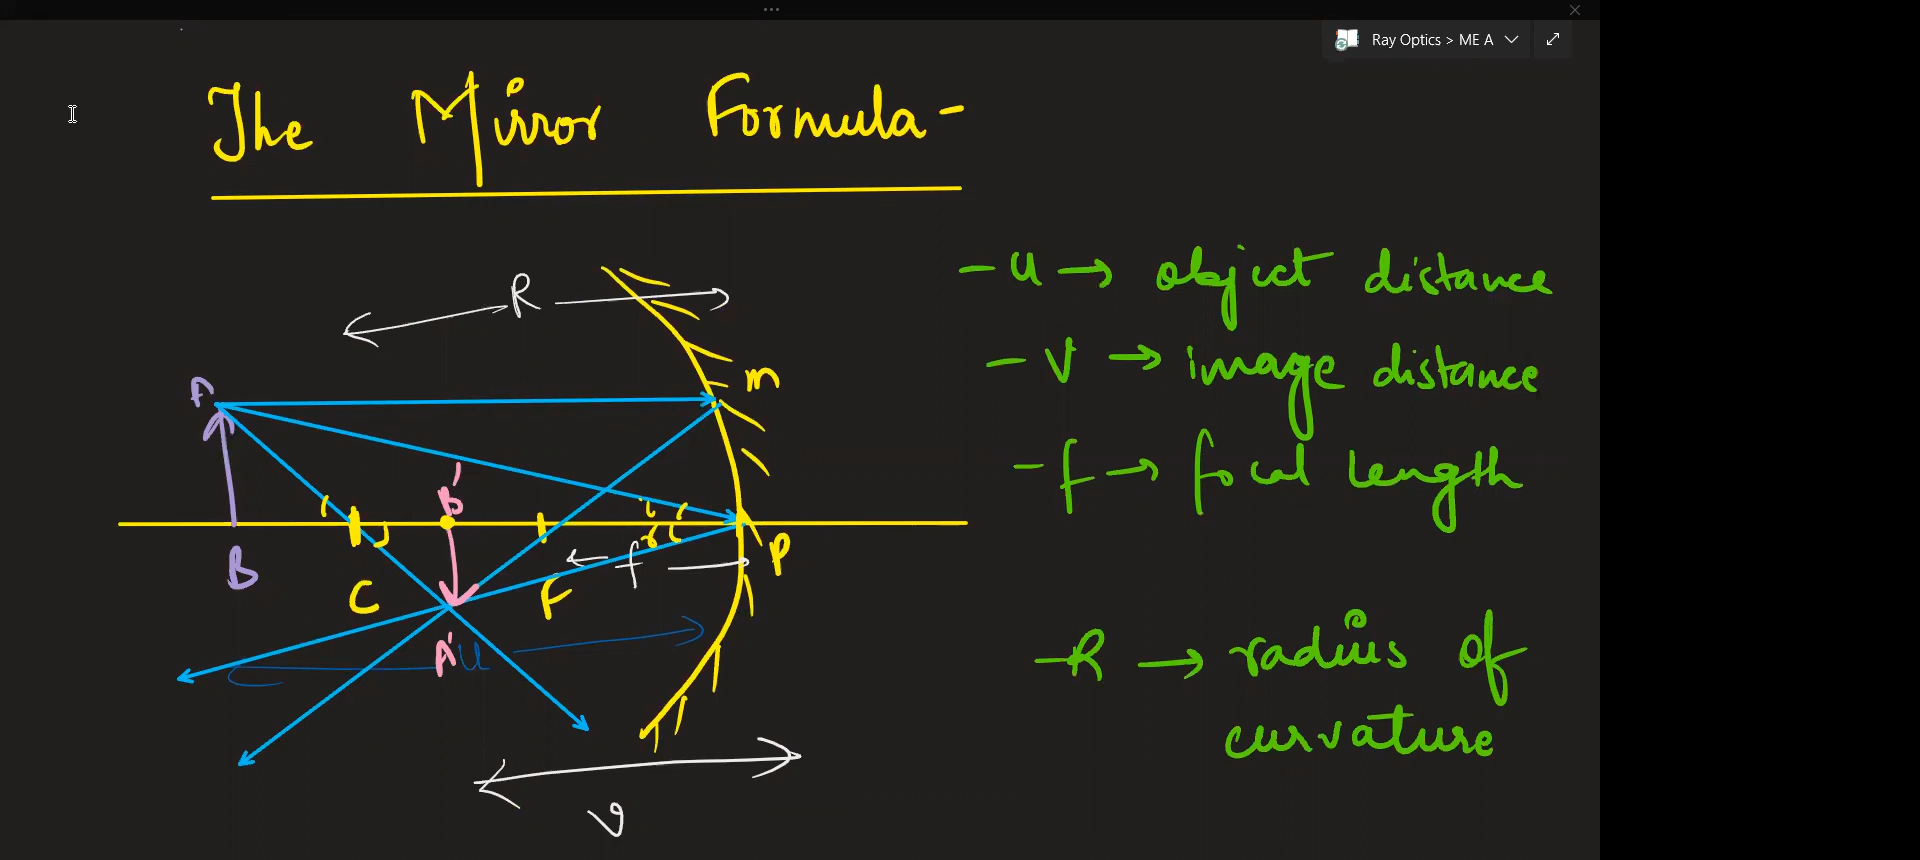 Ray Optics > ME A
The Mirror Formula-
R
- u → object distance
- v → image distance
- f → focal length
- R → radius of
curvature
m
A
B'
i
r
P
B
C
F
f
A'
u
v